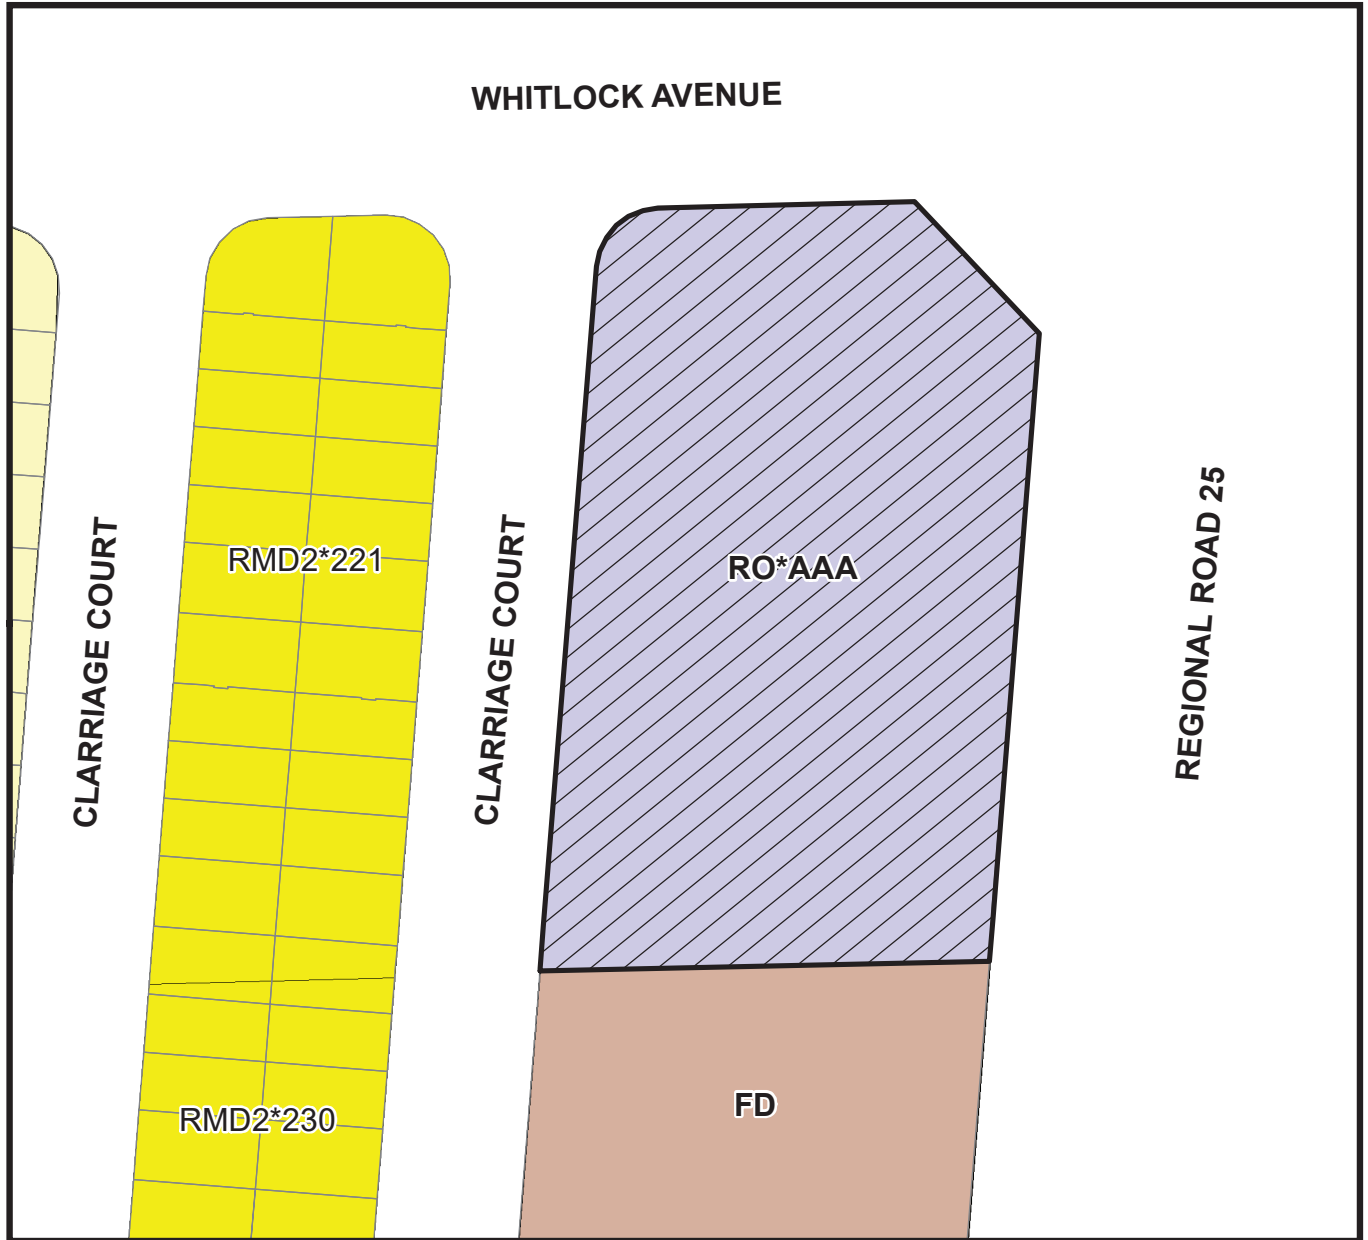 WHITLOCK AVENUE
CLARRIAGE COURT
RMD2*221
CLARRIAGE COURT
RO*AAA
REGIONAL ROAD 25
RMD2*230
FD